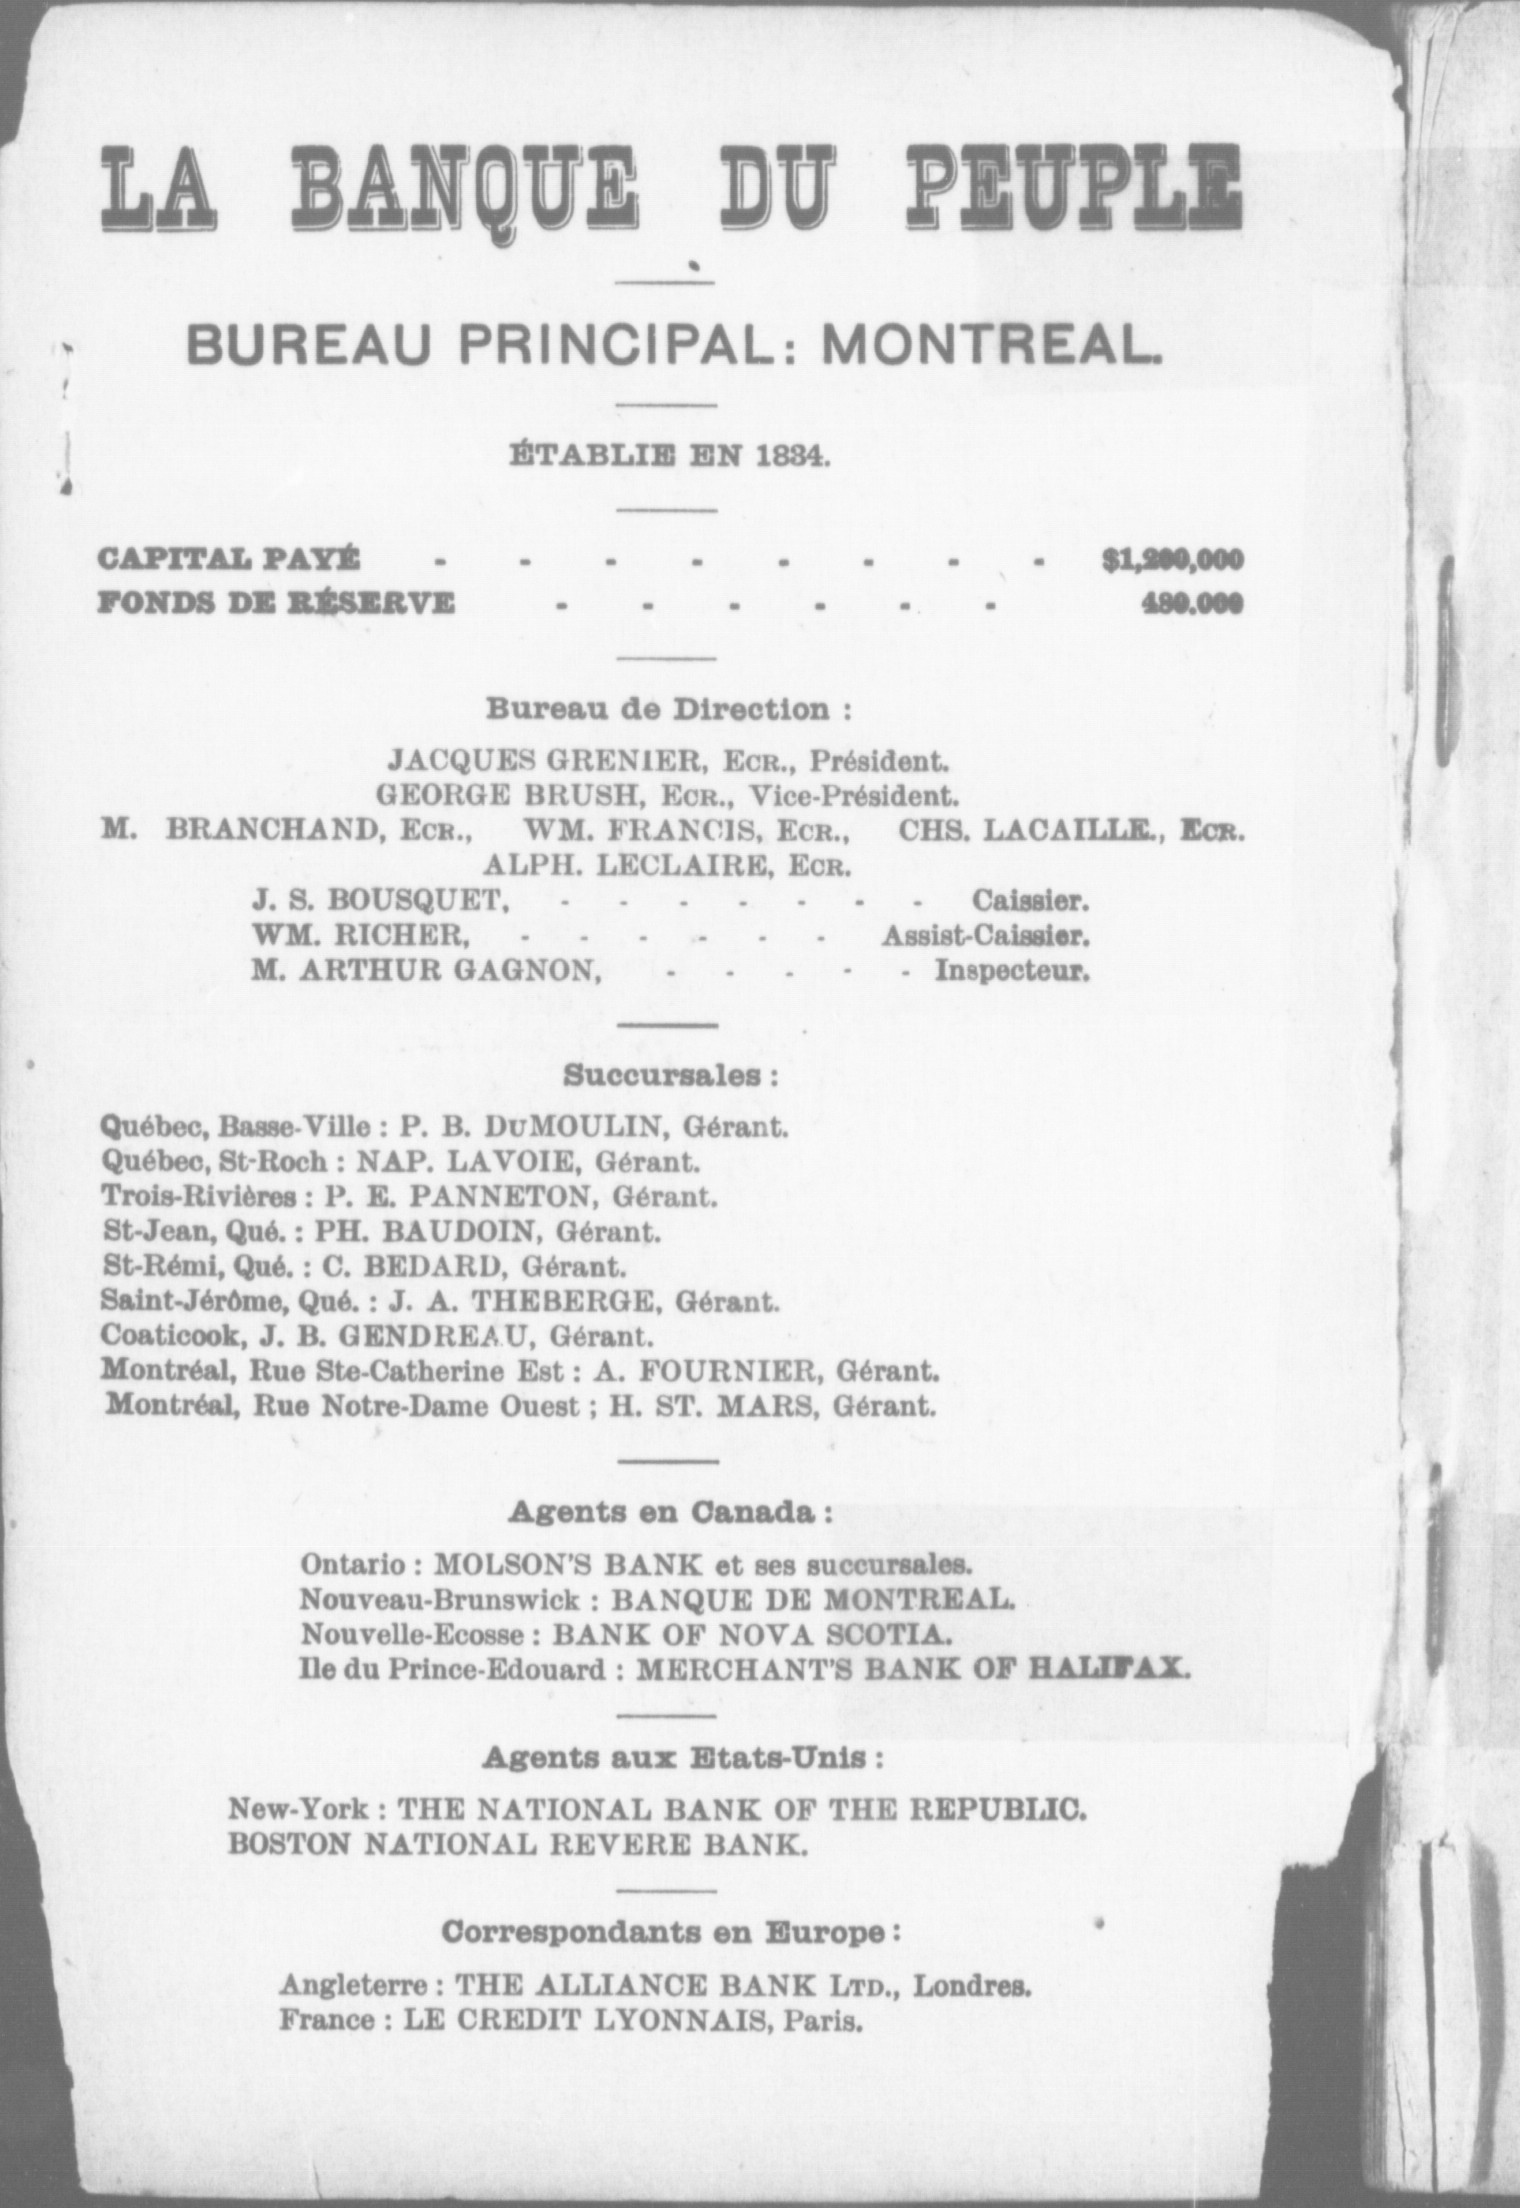 LA BANQUE DU PEUPLE
BUREAU PRINCIPAL: MONTREAL.
ÉTABLIE EN 1834.
CAPITAL PAYÉ - - - - - - - - $1,200,000
FONDS DE RÉSERVE - - - - - - 480.000
Bureau de Direction :
JACQUES GRENIER, ECR., Président.
GEORGE BRUSH, ECR., Vice-Président.
M. BRANCHAND, ECR., WM. FRANCIS, ECR., CHS. LACAILLE., ECR.
ALPH. LECLAIRE, ECR.
J. S. BOUSQUET, - - - - - - - Caissier.
WM. RICHER, - - - - - - Assist-Caissier.
M. ARTHUR GAGNON, - - - - - Inspecteur.
Succursales :
Québec, Basse-Ville : P. B. DUMOULIN, Gérant.
Québec, St-Roch : NAP. LAVOIE, Gérant.
Trois-Rivières : P. E. PANNETON, Gérant.
St-Jean, Qué. : PH. BAUDOIN, Gérant.
St-Rémi, Qué. : C. BEDARD, Gérant.
Saint-Jérôme, Qué. : J. A. THEBERGE, Gérant.
Coaticook, J. B. GENDREAU, Gérant.
Montréal, Rue Ste-Catherine Est : A. FOURNIER, Gérant.
Montréal, Rue Notre-Dame Ouest ; H. ST. MARS, Gérant.
Agents en Canada :
Ontario : MOLSON'S BANK et ses succursales.
Nouveau-Brunswick : BANQUE DE MONTREAL.
Nouvelle-Ecosse : BANK OF NOVA SCOTIA.
Ile du Prince-Edouard : MERCHANT'S BANK OF HALIFAX.
Agents aux Etats-Unis :
New-York : THE NATIONAL BANK OF THE REPUBLIC.
BOSTON NATIONAL REVERE BANK.
Correspondants en Europe :
Angleterre : THE ALLIANCE BANK LTD., Londres.
France : LE CREDIT LYONNAIS, Paris.